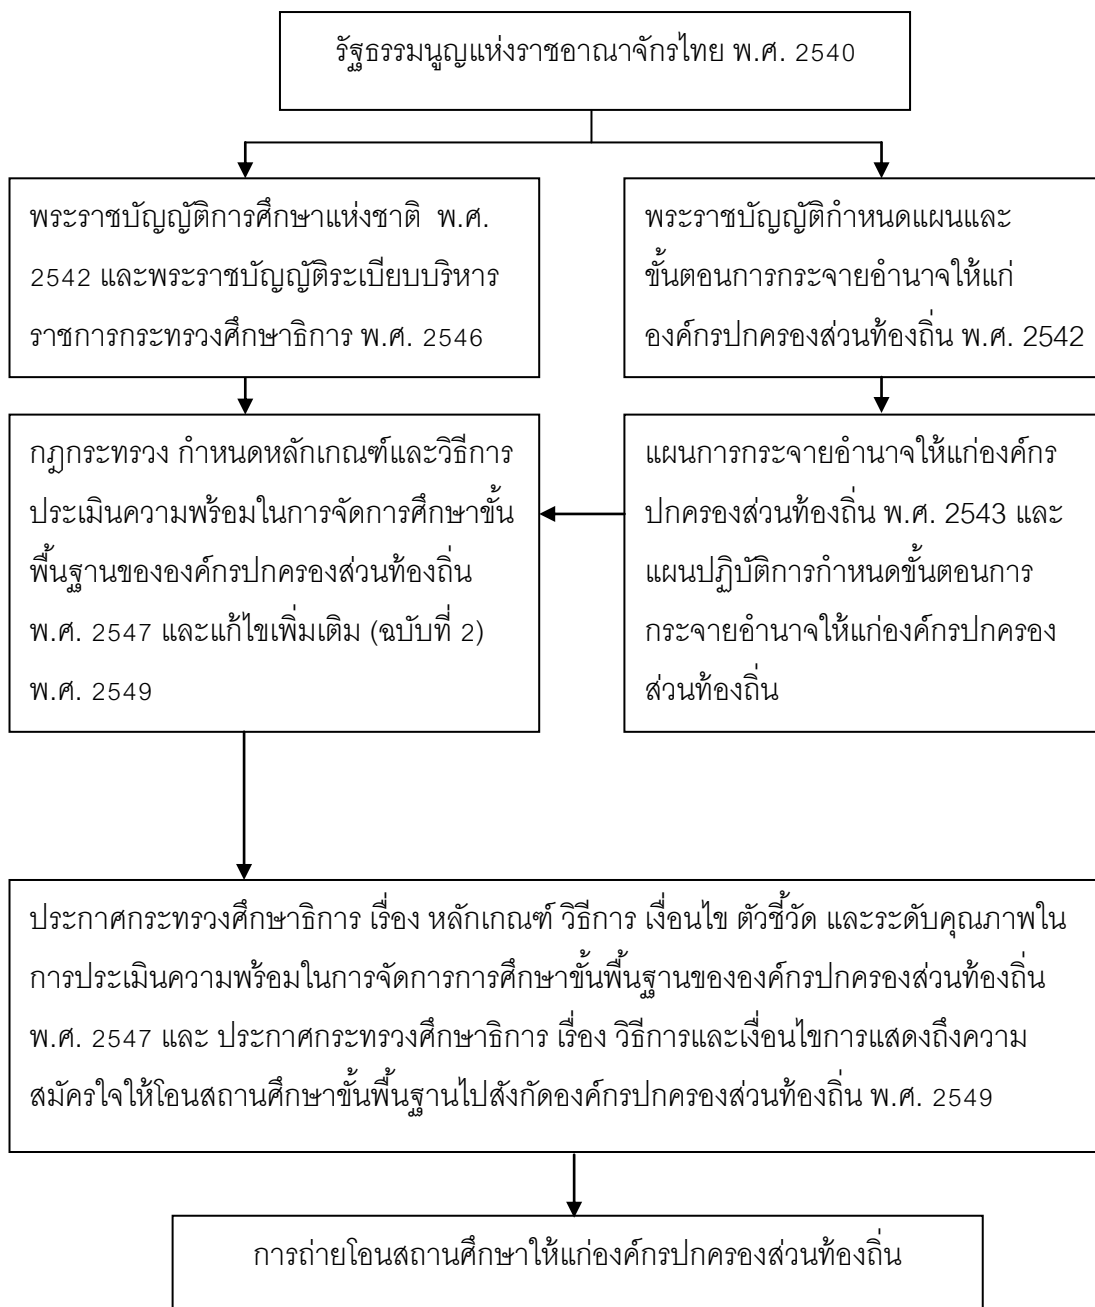 รัฐธรรมนูญแห่งราชอาณาจักรไทย พ.ศ. 2540
พระราชบัญญัติการศึกษาแห่งชาติ พ.ศ.
2542 และพระราชบัญญัติระเบียบบริหาร
ราชการกระทรวงศึกษาธิการ พ.ศ. 2546
พระราชบัญญัติกำหนดแผนและ
ขั้นตอนการกระจายอำนาจให้แก่
องค์กรปกครองส่วนท้องถิ่น พ.ศ. 2542
กฎกระทรวง กำหนดหลักเกณฑ์และวิธีการ
ประเมินความพร้อมในการจัดการศึกษาขั้น
พื้นฐานขององค์กรปกครองส่วนท้องถิ่น
พ.ศ. 2547 และแก้ไขเพิ่มเติม (ฉบับที่ 2)
พ.ศ. 2549
แผนการกระจายอำนาจให้แก่องค์กร
ปกครองส่วนท้องถิ่น พ.ศ. 2543 และ
แผนปฏิบัติการกำหนดขั้นตอนการ
กระจายอำนาจให้แก่องค์กรปกครอง
ส่วนท้องถิ่น
ประกาศกระทรวงศึกษาธิการ เรื่อง หลักเกณฑ์ วิธีการ เงื่อนไข ตัวชี้วัด และระดับคุณภาพใน
การประเมินความพร้อมในการจัดการการศึกษาขั้นพื้นฐานขององค์กรปกครองส่วนท้องถิ่น
พ.ศ. 2547 และ ประกาศกระทรวงศึกษาธิการ เรื่อง วิธีการและเงื่อนไขการแสดงถึงความ
สมัครใจให้โอนสถานศึกษาขั้นพื้นฐานไปสังกัดองค์กรปกครองส่วนท้องถิ่น พ.ศ. 2549
การถ่ายโอนสถานศึกษาให้แก่องค์กรปกครองส่วนท้องถิ่น